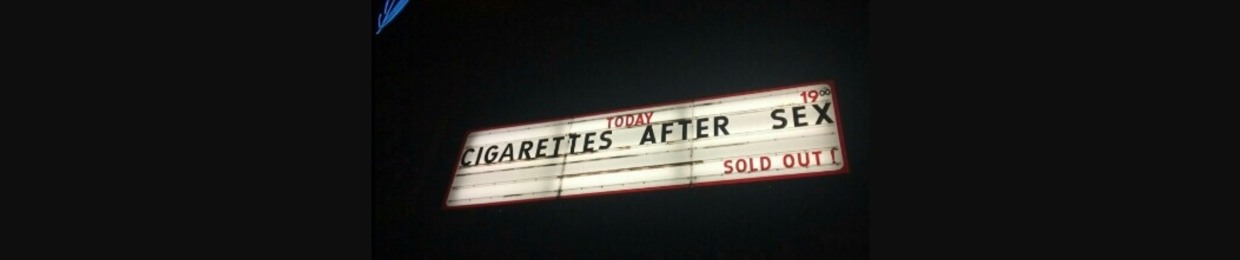 TODAY 19⁰⁰
CIGARETTES AFTER SEX
SOLD OUT!